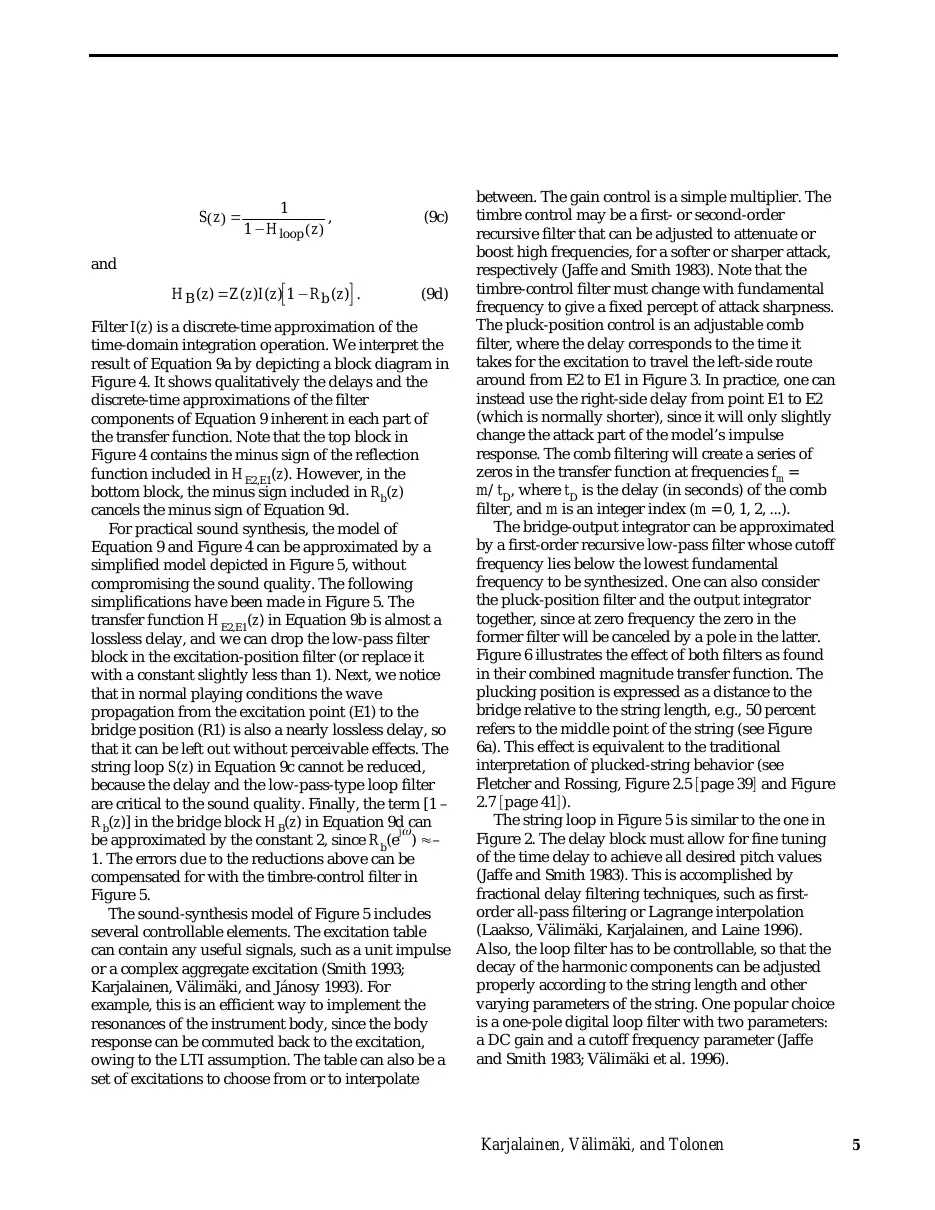 S(z) = 1 / (1 − H_loop(z)) , (9c)
and
H_B(z) = Z(z)I(z)[1 − R_b(z)] . (9d)
Filter I(z) is a discrete-time approximation of the
time-domain integration operation. We interpret the
result of Equation 9a by depicting a block diagram in
Figure 4. It shows qualitatively the delays and the
discrete-time approximations of the filter
components of Equation 9 inherent in each part of
the transfer function. Note that the top block in
Figure 4 contains the minus sign of the reflection
function included in H_E2,E1(z). However, in the
bottom block, the minus sign included in R_b(z)
cancels the minus sign of Equation 9d.
For practical sound synthesis, the model of
Equation 9 and Figure 4 can be approximated by a
simplified model depicted in Figure 5, without
compromising the sound quality. The following
simplifications have been made in Figure 5. The
transfer function H_E2,E1(z) in Equation 9b is almost a
lossless delay, and we can drop the low-pass filter
block in the excitation-position filter (or replace it
with a constant slightly less than 1). Next, we notice
that in normal playing conditions the wave
propagation from the excitation point (E1) to the
bridge position (R1) is also a nearly lossless delay, so
that it can be left out without perceivable effects. The
string loop S(z) in Equation 9c cannot be reduced,
because the delay and the low-pass-type loop filter
are critical to the sound quality. Finally, the term [1 –
R_b(z)] in the bridge block H_B(z) in Equation 9d can
be approximated by the constant 2, since R_b(e^jω) ≈ –
1. The errors due to the reductions above can be
compensated for with the timbre-control filter in
Figure 5.
The sound-synthesis model of Figure 5 includes
several controllable elements. The excitation table
can contain any useful signals, such as a unit impulse
or a complex aggregate excitation (Smith 1993;
Karjalainen, Välimäki, and Jánosy 1993). For
example, this is an efficient way to implement the
resonances of the instrument body, since the body
response can be commuted back to the excitation,
owing to the LTI assumption. The table can also be a
set of excitations to choose from or to interpolate
between. The gain control is a simple multiplier. The
timbre control may be a first- or second-order
recursive filter that can be adjusted to attenuate or
boost high frequencies, for a softer or sharper attack,
respectively (Jaffe and Smith 1983). Note that the
timbre-control filter must change with fundamental
frequency to give a fixed percept of attack sharpness.
The pluck-position control is an adjustable comb
filter, where the delay corresponds to the time it
takes for the excitation to travel the left-side route
around from E2 to E1 in Figure 3. In practice, one can
instead use the right-side delay from point E1 to E2
(which is normally shorter), since it will only slightly
change the attack part of the model's impulse
response. The comb filtering will create a series of
zeros in the transfer function at frequencies f_m =
m/t_D, where t_D is the delay (in seconds) of the comb
filter, and m is an integer index (m = 0, 1, 2, ...).
The bridge-output integrator can be approximated
by a first-order recursive low-pass filter whose cutoff
frequency lies below the lowest fundamental
frequency to be synthesized. One can also consider
the pluck-position filter and the output integrator
together, since at zero frequency the zero in the
former filter will be canceled by a pole in the latter.
Figure 6 illustrates the effect of both filters as found
in their combined magnitude transfer function. The
plucking position is expressed as a distance to the
bridge relative to the string length, e.g., 50 percent
refers to the middle point of the string (see Figure
6a). This effect is equivalent to the traditional
interpretation of plucked-string behavior (see
Fletcher and Rossing, Figure 2.5 [page 39] and Figure
2.7 [page 41]).
The string loop in Figure 5 is similar to the one in
Figure 2. The delay block must allow for fine tuning
of the time delay to achieve all desired pitch values
(Jaffe and Smith 1983). This is accomplished by
fractional delay filtering techniques, such as first-
order all-pass filtering or Lagrange interpolation
(Laakso, Välimäki, Karjalainen, and Laine 1996).
Also, the loop filter has to be controllable, so that the
decay of the harmonic components can be adjusted
properly according to the string length and other
varying parameters of the string. One popular choice
is a one-pole digital loop filter with two parameters:
a DC gain and a cutoff frequency parameter (Jaffe
and Smith 1983; Välimäki et al. 1996).
Karjalainen, Välimäki, and Tolonen 5